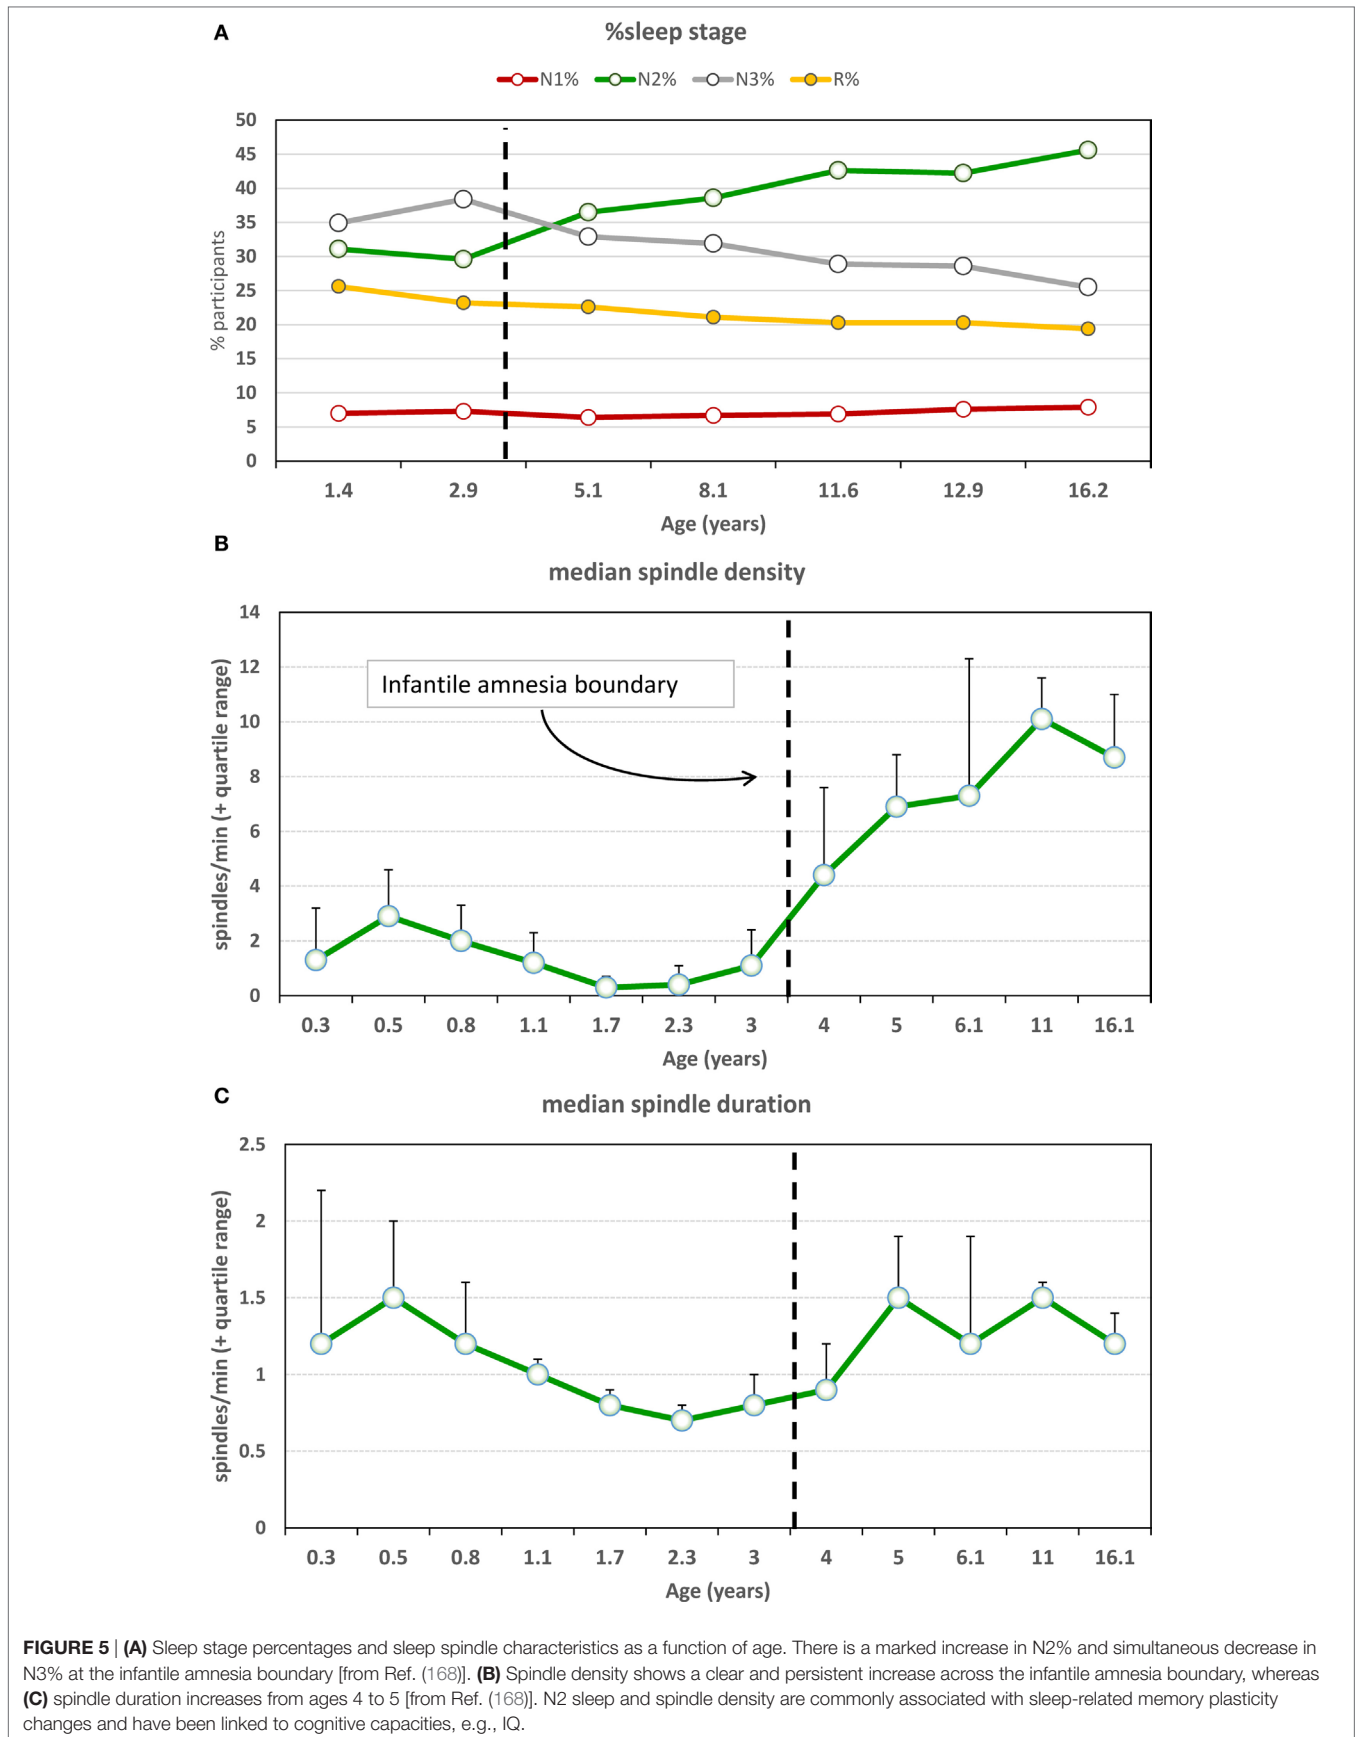 A
%sleep stage
N1% N2% N3% R%
% participants
50
45
40
35
30
25
20
15
10
5
0
1.4 2.9 5.1 8.1 11.6 12.9 16.2
Age (years)
B
median spindle density
spindles/min (+ quartile range)
14
12
10
8
6
4
2
0
Infantile amnesia boundary
0.3 0.5 0.8 1.1 1.7 2.3 3 4 5 6.1 11 16.1
Age (years)
C
median spindle duration
spindles/min (+ quartile range)
2.5
2
1.5
1
0.5
0
0.3 0.5 0.8 1.1 1.7 2.3 3 4 5 6.1 11 16.1
Age (years)
FIGURE 5 | (A) Sleep stage percentages and sleep spindle characteristics as a function of age. There is a marked increase in N2% and simultaneous decrease in
N3% at the infantile amnesia boundary [from Ref. (168)]. (B) Spindle density shows a clear and persistent increase across the infantile amnesia boundary, whereas
(C) spindle duration increases from ages 4 to 5 [from Ref. (168)]. N2 sleep and spindle density are commonly associated with sleep-related memory plasticity
changes and have been linked to cognitive capacities, e.g., IQ.